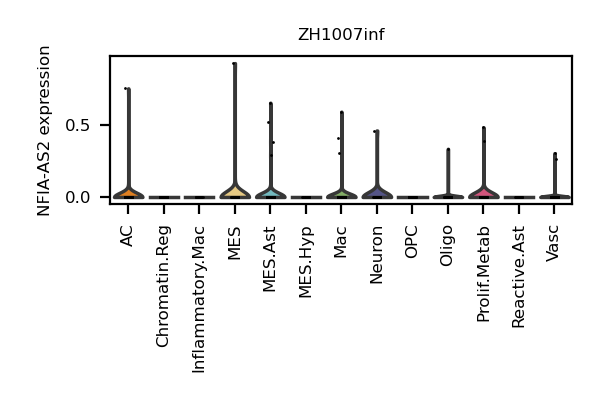 ZH1007inf
NFIA-AS2 expression
0.5
0.0
AC
Chromatin.Reg
Inflammatory.Mac
MES
MES.Ast
MES.Hyp
Mac
Neuron
OPC
Oligo
Prolif.Metab
Reactive.Ast
Vasc